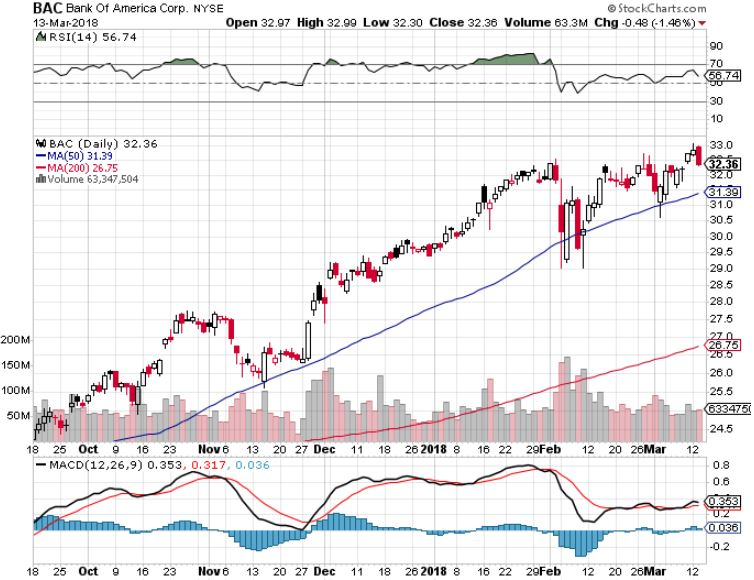 BAC Bank Of America Corp. NYSE © StockCharts.com
13-Mar-2018 Open 32.97 High 32.99 Low 32.30 Close 32.36 Volume 63.3M Chg -0.48 (-1.46%)
RSI(14) 56.74
90
70
56.74
50
30
10
BAC (Daily) 32.36
MA(50) 31.39
MA(200) 26.75
Volume 63,347,504
33.0
32.5
32.36
32.0
31.39
31.0
30.5
30.0
29.5
29.0
28.5
28.0
27.5
27.0
26.75
26.5
26.0
25.5
25.0
63347504
24.5
200M
150M
100M
50M
18 25 Oct 9 16 23 Nov 6 13 20 27 Dec 11 18 26 2018 8 16 22 29 Feb 12 20 26 Mar 12
MACD(12,26,9) 0.353, 0.317, 0.036
0.8
0.6
0.4
0.353
0.2
0.036
-0.2
18 25 Oct 9 16 23 Nov 6 13 20 27 Dec 11 18 26 2018 8 16 22 29 Feb 12 20 26 Mar 12